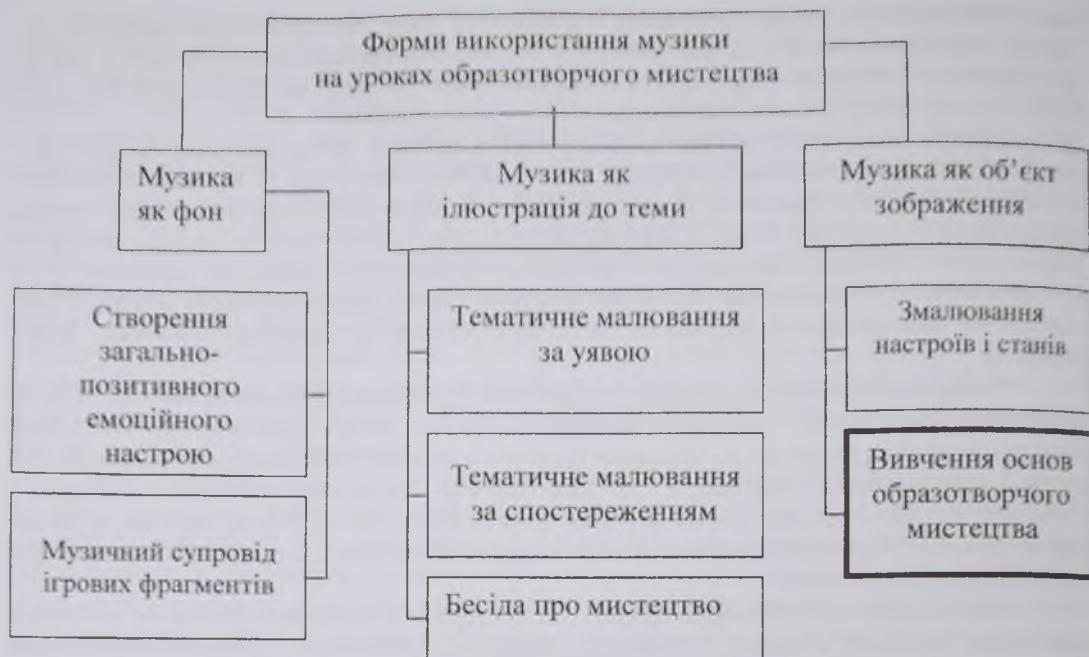 Форми використання музики
на уроках образотворчого мистецтва
Музика
як фон
Музика як
ілюстрація до теми
Музика як об’єкт
зображення
Створення
загально-
позитивного
емоційного
настрою
Музичний супровід
ігрових фрагментів
Тематичне малювання
за уявою
Тематичне малювання
за спостереженням
Бесіда про мистецтво
Змалювання
настроїв і станів
Вивчення основ
образотворчого
мистецтва